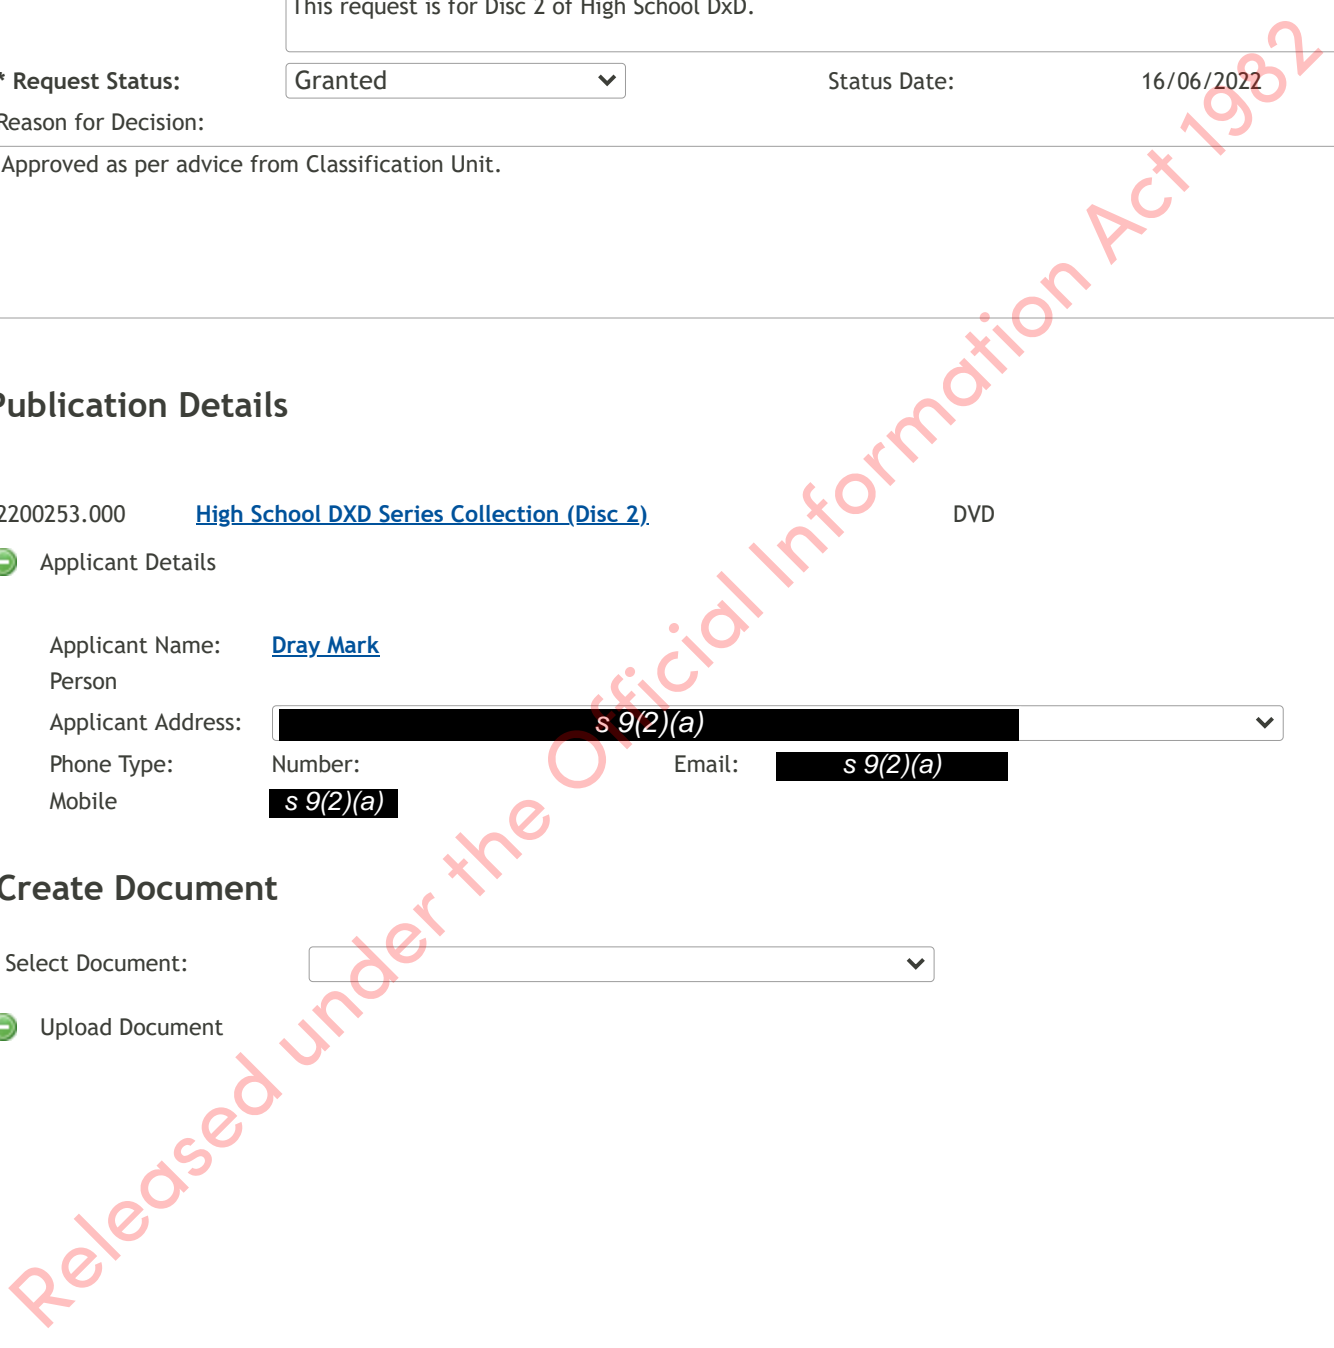 This request is for Disc 2 of High School DxD.
* Request Status: Granted Status Date: 16/06/2022
Reason for Decision:
Approved as per advice from Classification Unit.
Publication Details
2200253.000 High School DXD Series Collection (Disc 2) DVD
Applicant Details
Applicant Name: Dray Mark
Person
Applicant Address: s 9(2)(a)
Phone Type: Number: Email: s 9(2)(a)
Mobile s 9(2)(a)
Create Document
Select Document:
Upload Document
Released under the Official Information Act 1982